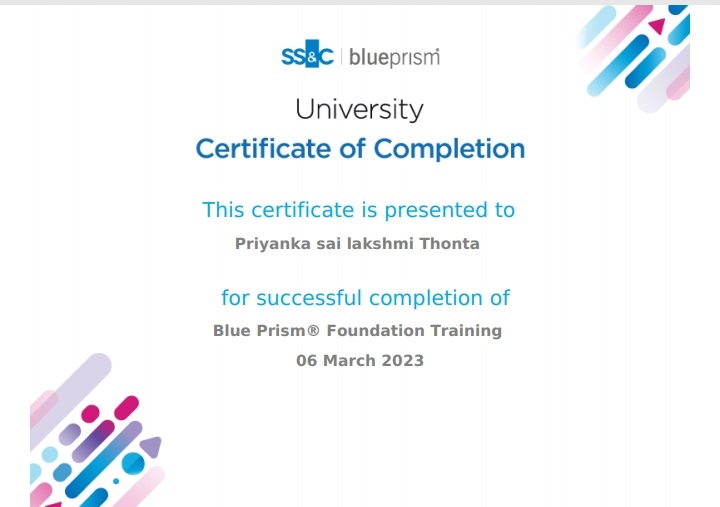 SS&C | blueprism
University
Certificate of Completion
This certificate is presented to
Priyanka sai lakshmi Thonta
for successful completion of
Blue Prism® Foundation Training
06 March 2023